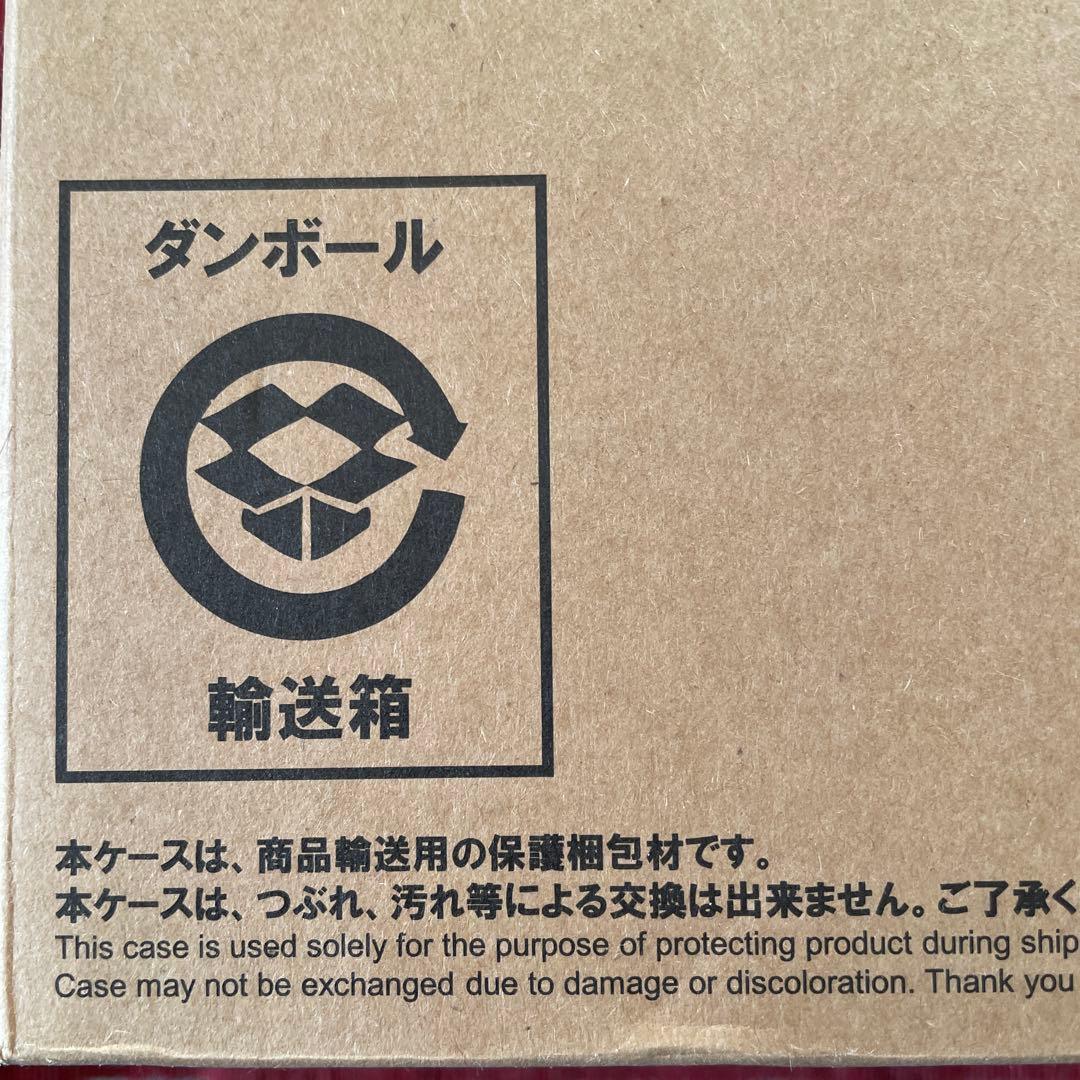 ダンボール
輸送箱
本ケースは、商品輸送用の保護梱包材です。
本ケースは、つぶれ、汚れ等による交換は出来ません。ご了承く
This case is used solely for the purpose of protecting product during ship
Case may not be exchanged due to damage or discoloration. Thank you